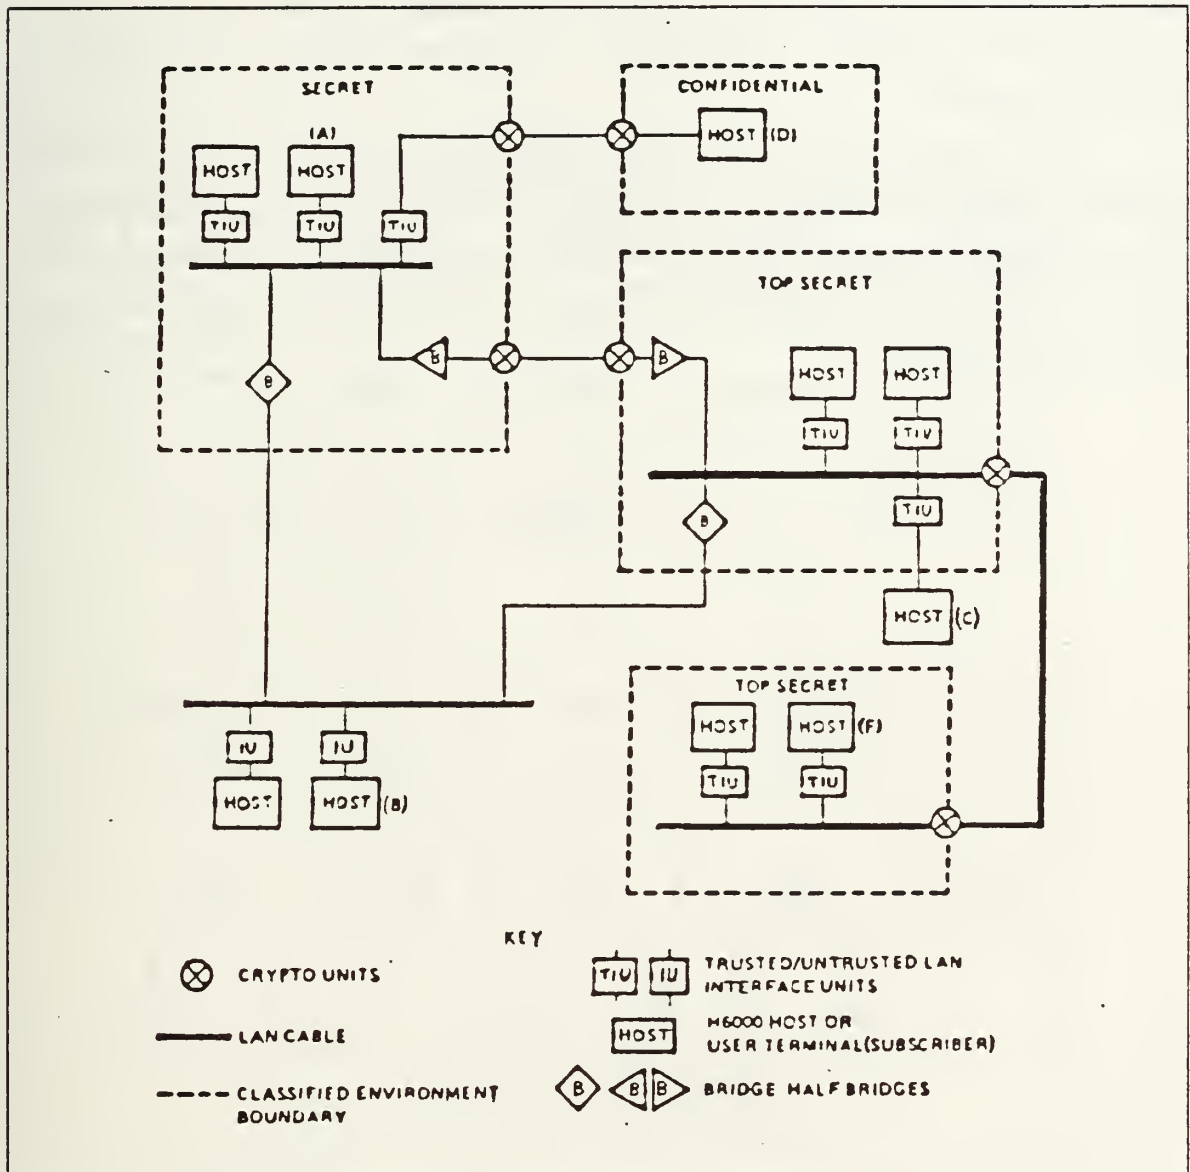 SECRET
CONFIDENTIAL
(A)
HOST (D)
HOST
HOST
TIU
TIU
TIU
TOP SECRET
B
B
B
HOST
HOST
TIU
TIU
B
TIU
HOST (C)
TOP SECRET
HOST
HOST (F)
IU
IU
TIU
TIU
HOST
HOST (B)
KEY
CRYPTO UNITS
TIU IU TRUSTED/UNTRUSTED LAN
INTERFACE UNITS
LAN CABLE
HOST H6000 HOST OR
USER TERMINAL(SUBSCRIBER)
CLASSIFIED ENVIRONMENT
BOUNDARY
B B B BRIDGE HALF BRIDGES